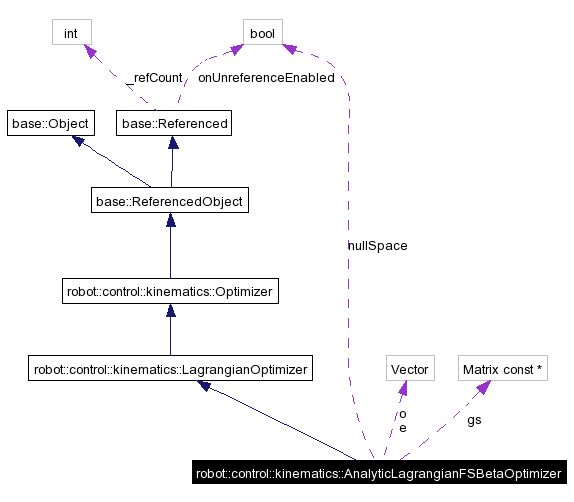 int
bool
_refCount
onUnreferenceEnabled
base::Object
base::Referenced
base::ReferencedObject
nullSpace
robot::control::kinematics::Optimizer
robot::control::kinematics::LagrangianOptimizer
Vector
Matrix const *
o
e
gs
robot::control::kinematics::AnalyticLagrangianFSBetaOptimizer